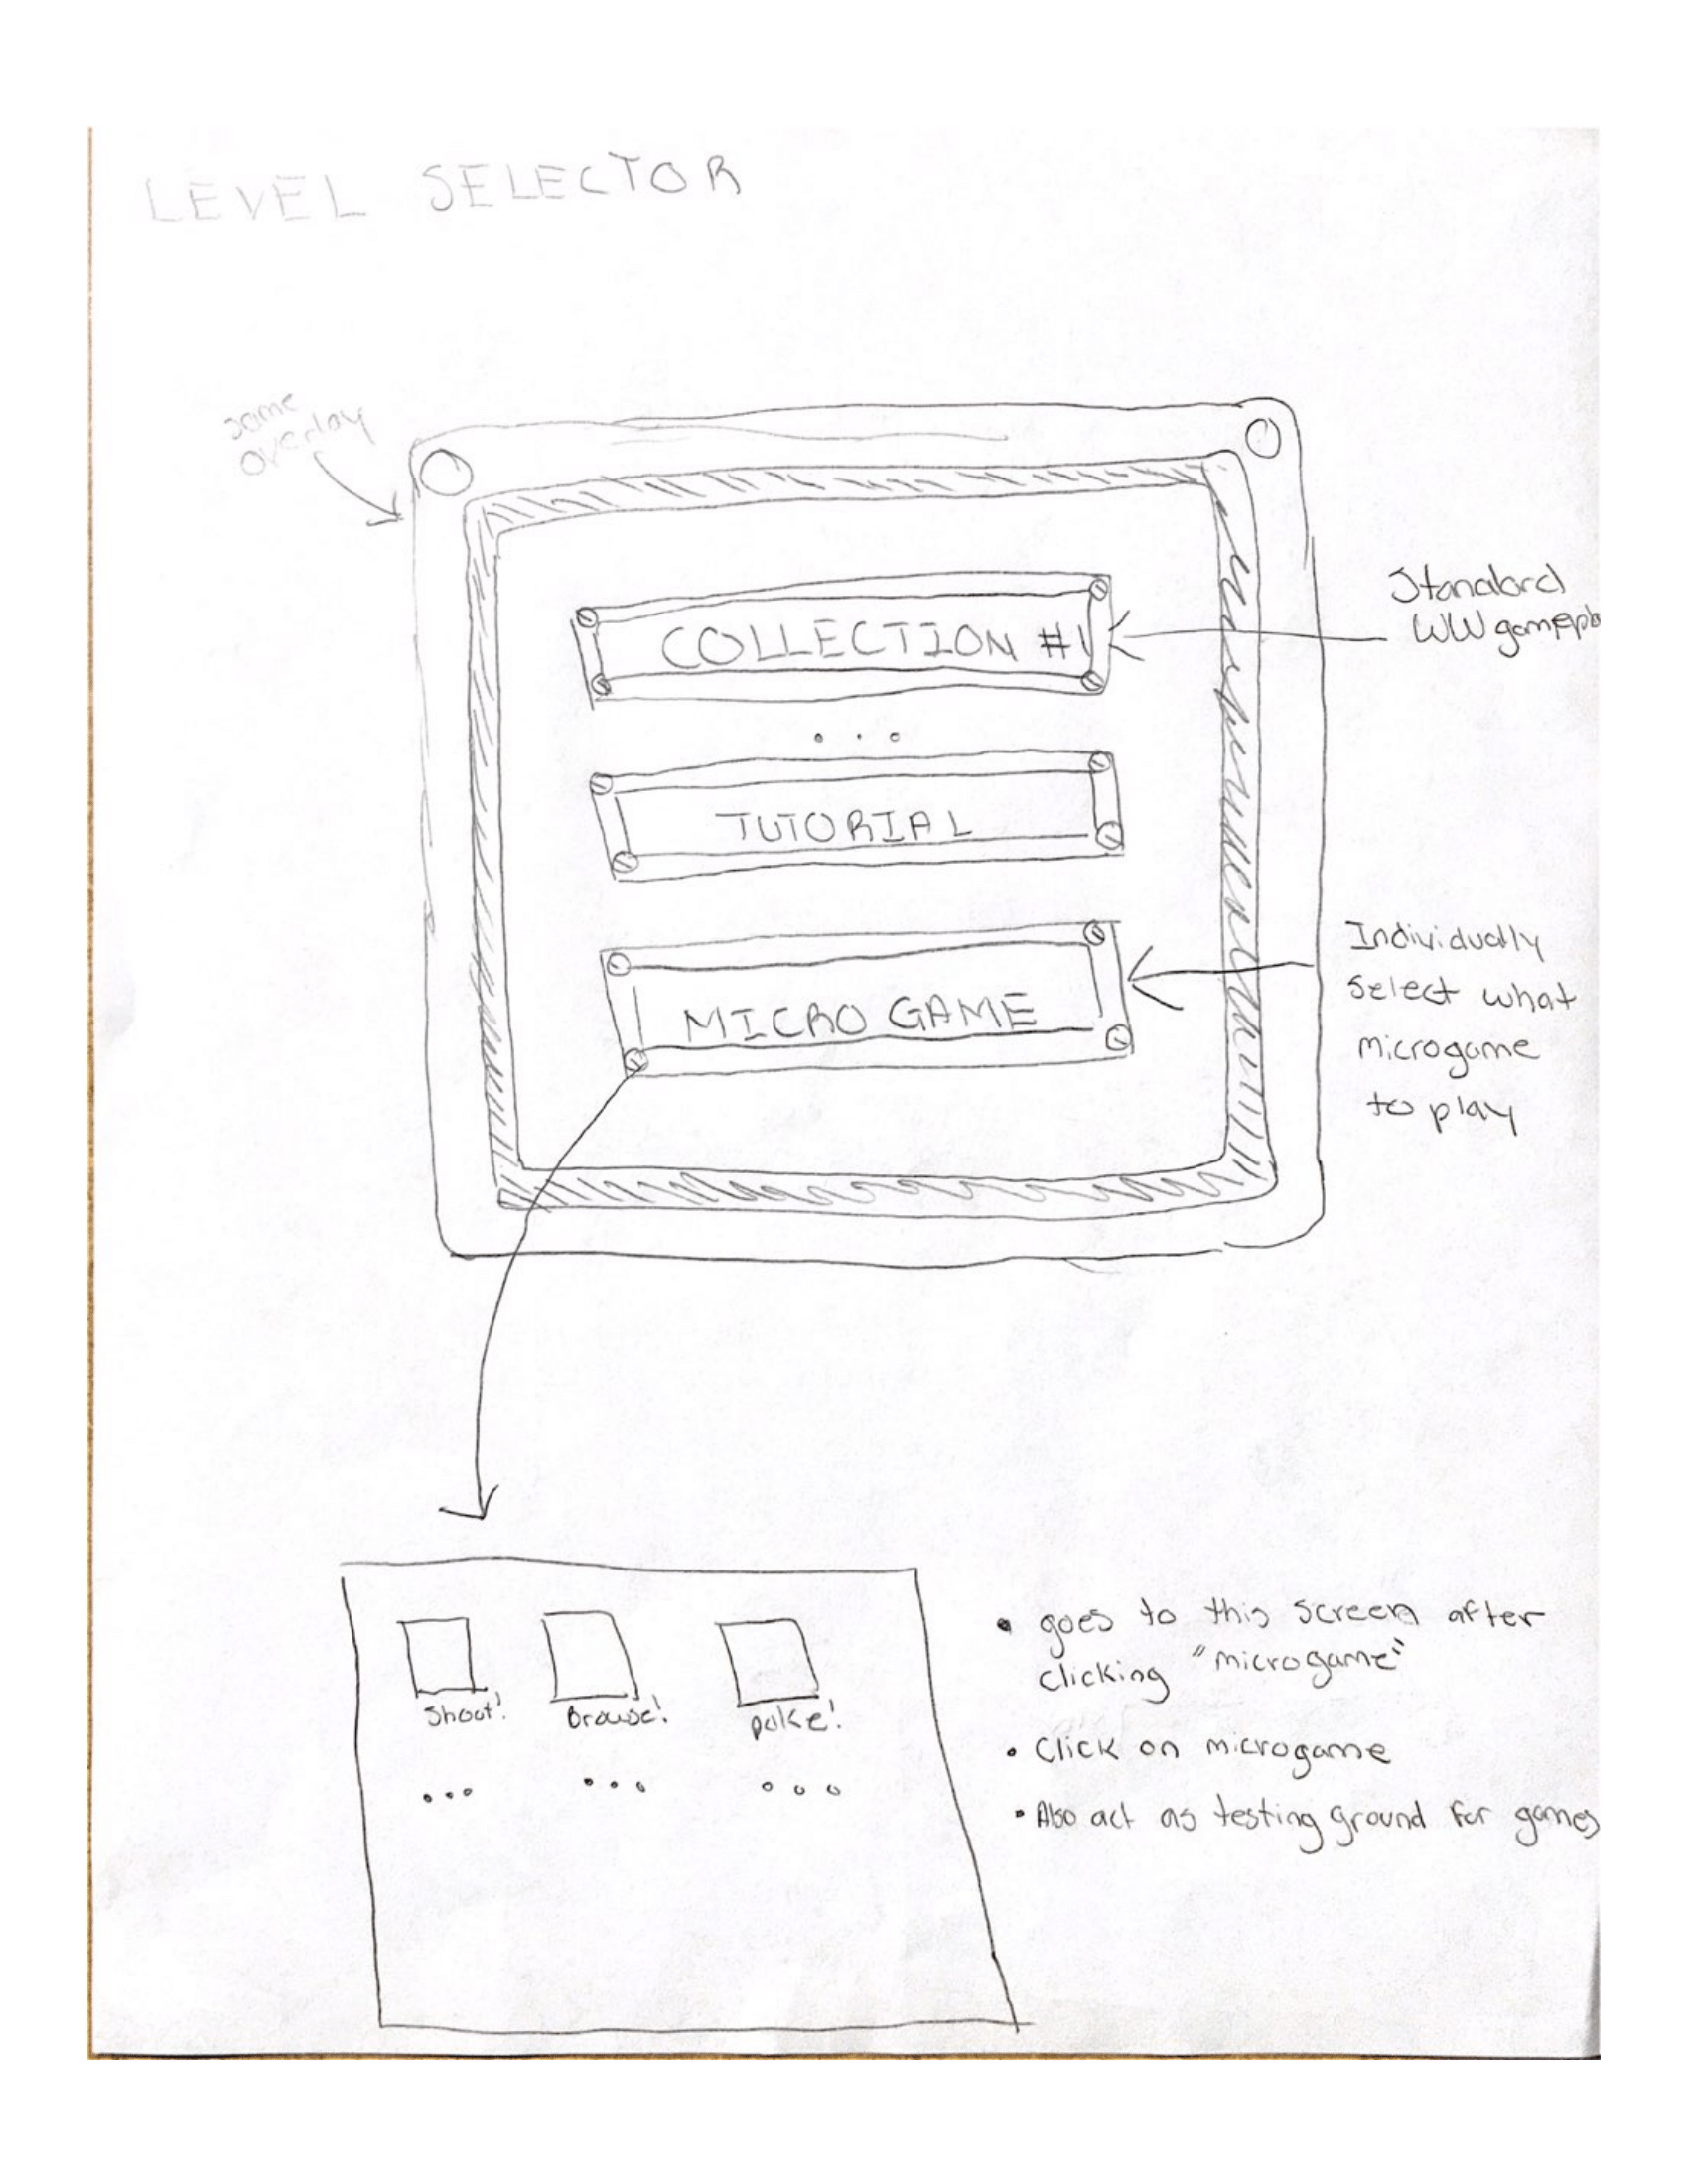 LEVEL SELECTOR
same
overlay
COLLECTION #1
Standard
WW gamepla
...
TUTORIAL
MICRO GAME
Individually
select what
microgame
to play
Shoot!
Browse!
poke!
... ... ...
• goes to this screen after
clicking "microgame"
• Click on microgame
• Also act as testing ground for games